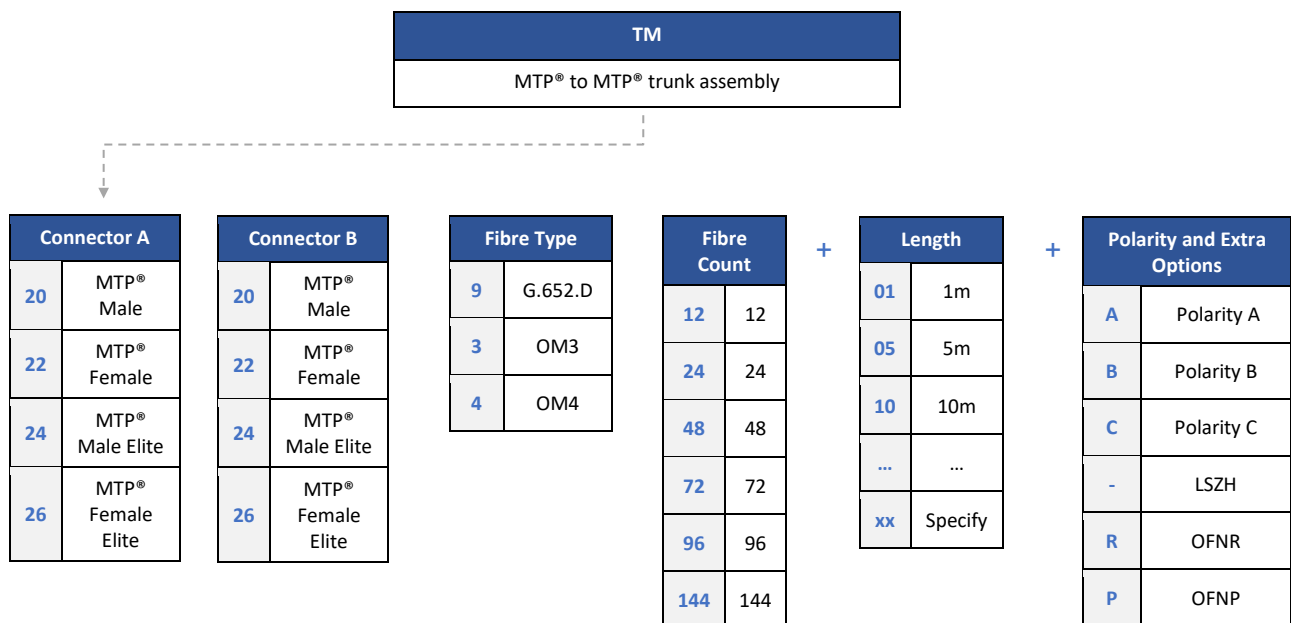 TM
MTP® to MTP® trunk assembly
Connector A
20
MTP®
Male
22
MTP®
Female
24
MTP®
Male Elite
26
MTP®
Female
Elite
Connector B
20
MTP®
Male
22
MTP®
Female
24
MTP®
Male Elite
26
MTP®
Female
Elite
Fibre Type
9 G.652.D
3 OM3
4 OM4
Fibre
Count
12 12
24 24
48 48
72 72
96 96
144 144
+
Length
01 1m
05 5m
10 10m
... ...
xx Specify
+
Polarity and Extra
Options
A Polarity A
B Polarity B
C Polarity C
- LSZH
R OFNR
P OFNP